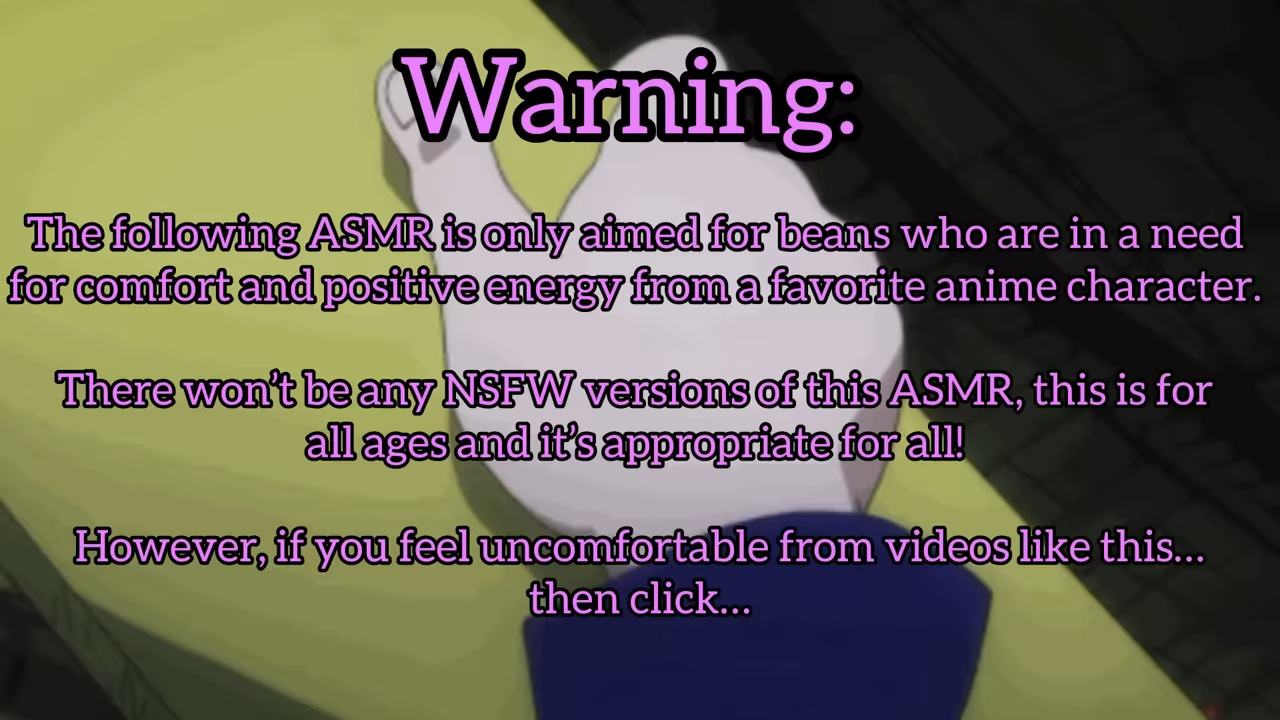 Warning:
The following ASMR is only aimed for beans who are in a need
for comfort and positive energy from a favorite anime character.
There won't be any NSFW versions of this ASMR, this is for
all ages and it's appropriate for all!
However, if you feel uncomfortable from videos like this...
then click...